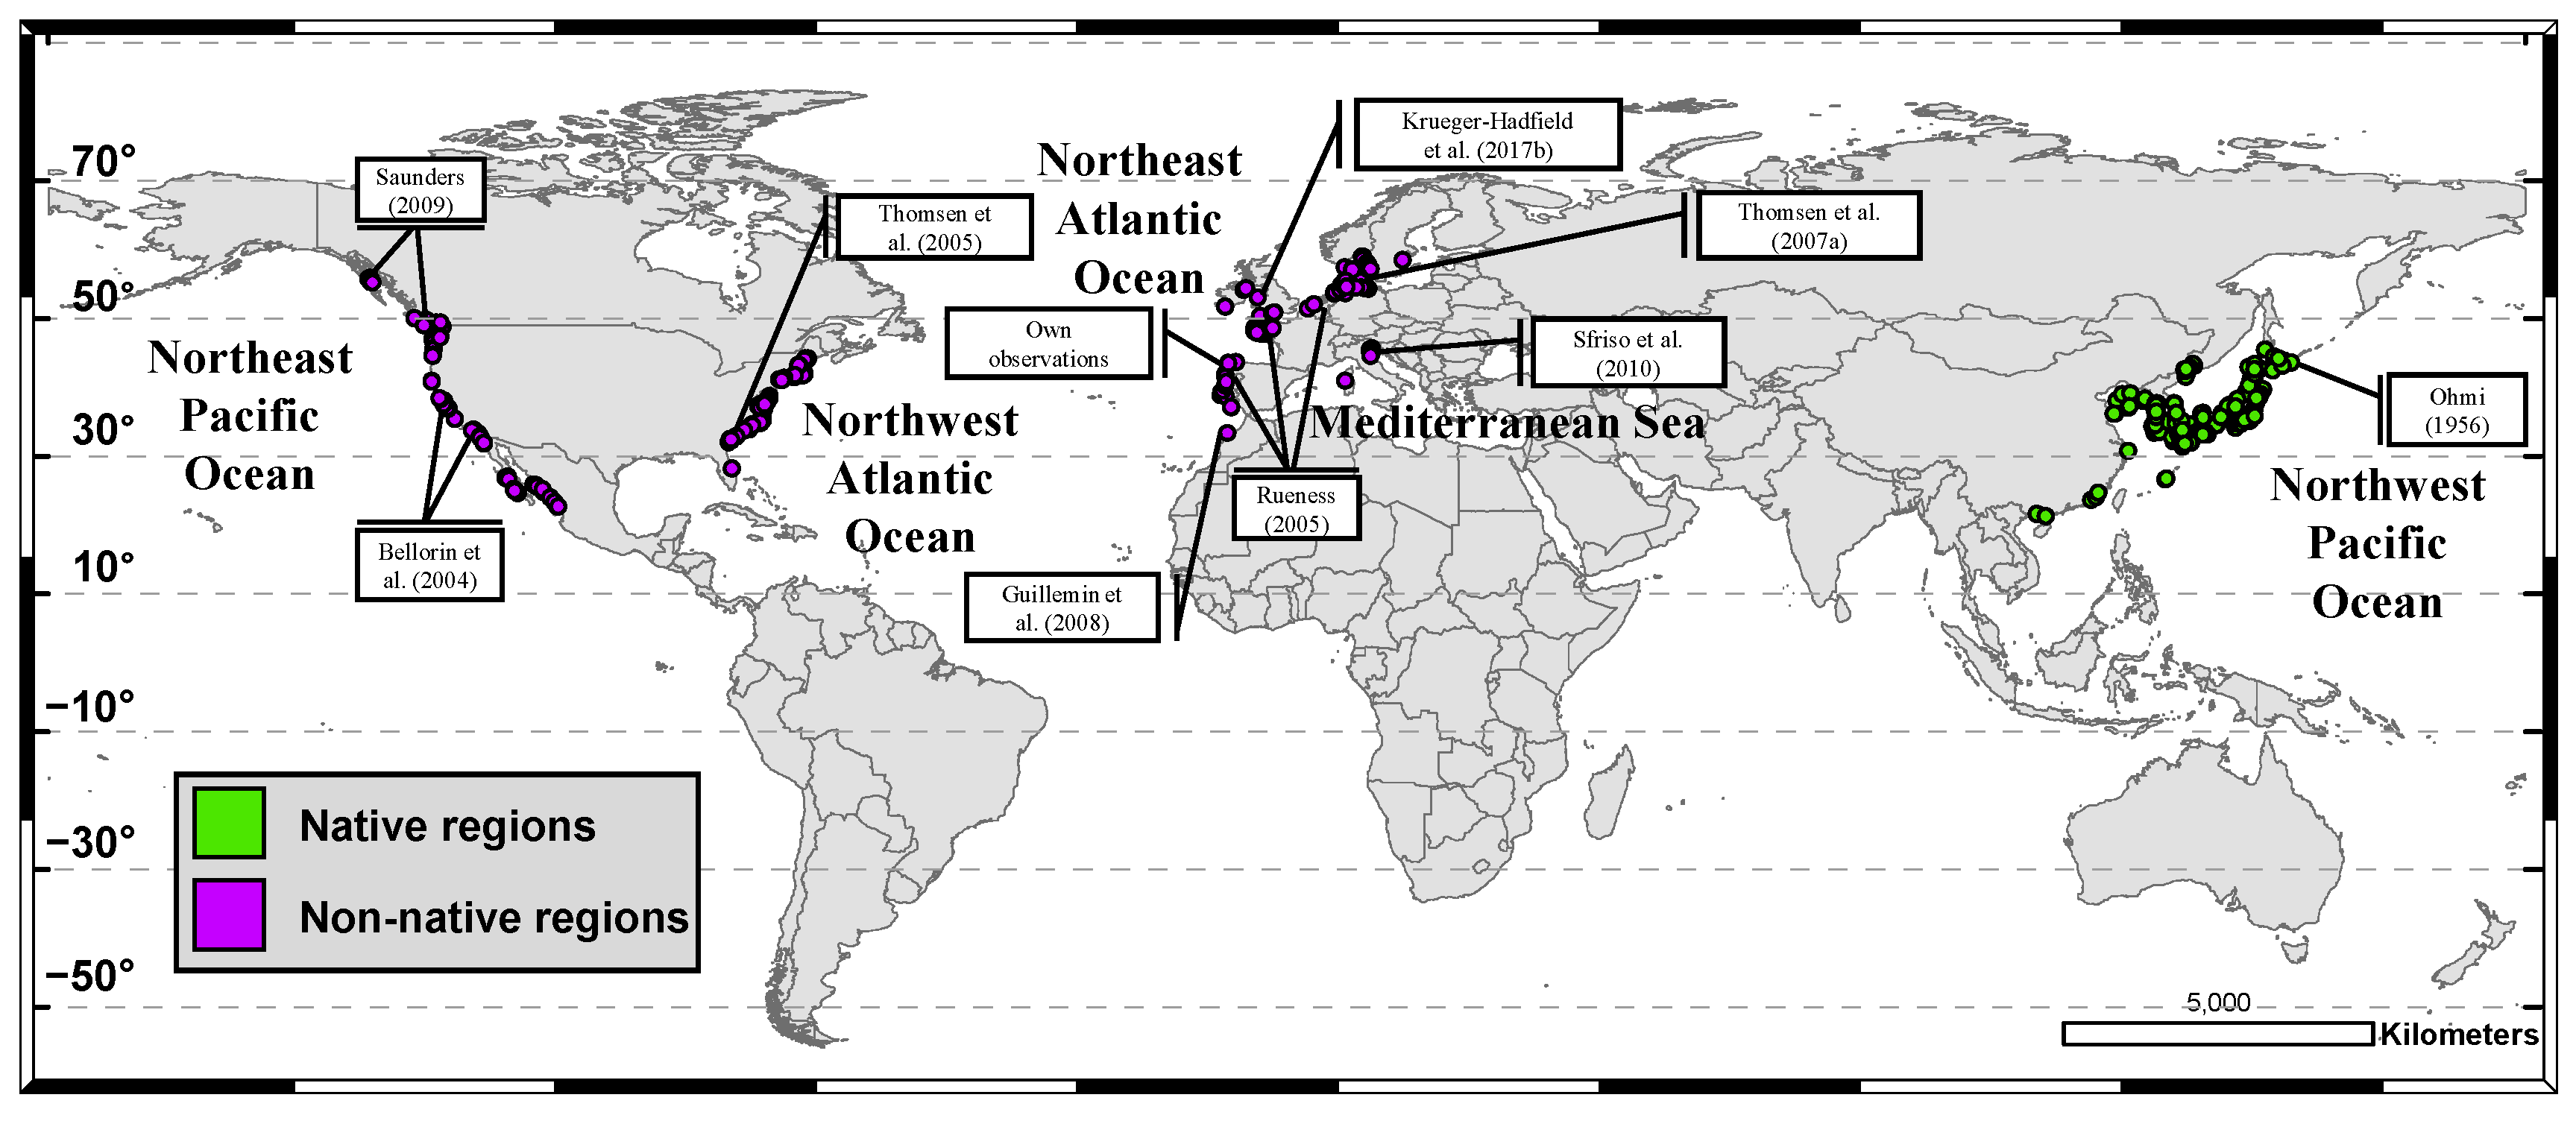 70°
50°
30°
10°
−10°
−30°
−50°
Saunders
(2009)
Thomsen et
al. (2005)
Northeast
Atlantic
Ocean
Krueger-Hadfield
et al. (2017b)
Thomsen et al.
(2007a)
Own
observations
Sfriso et al.
(2010)
Northeast
Pacific
Ocean
Northwest
Atlantic
Ocean
Mediterranean Sea
Ohmi
(1956)
Rueness
(2005)
Northwest
Pacific
Ocean
Bellorin et
al. (2004)
Guillemin et
al. (2008)
Native regions
Non-native regions
5,000
Kilometers